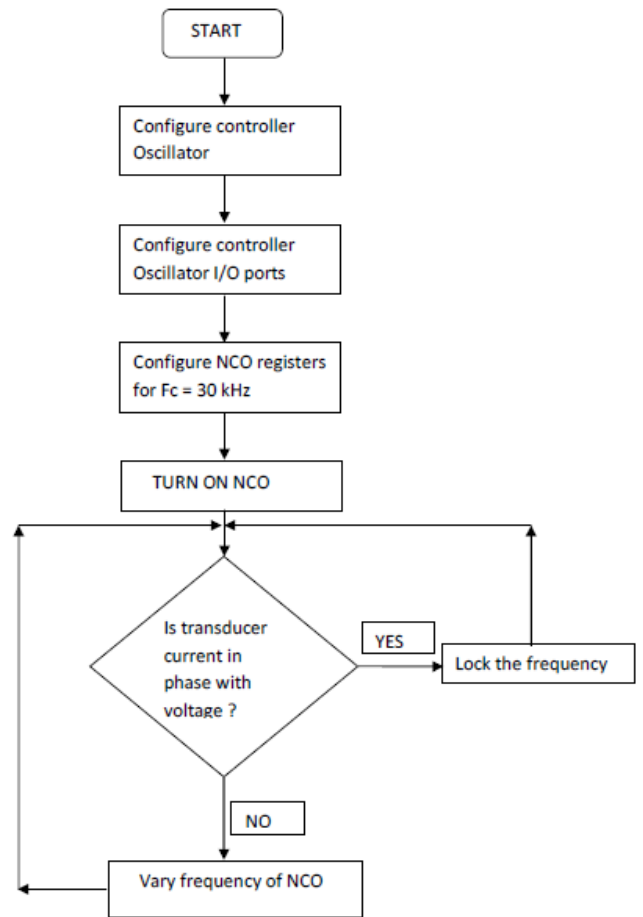 START
Configure controller
Oscillator
Configure controller
Oscillator I/O ports
Configure NCO registers
for Fc = 30 kHz
TURN ON NCO
Is transducer
current in
phase with
voltage ?
YES
Lock the frequency
NO
Vary frequency of NCO